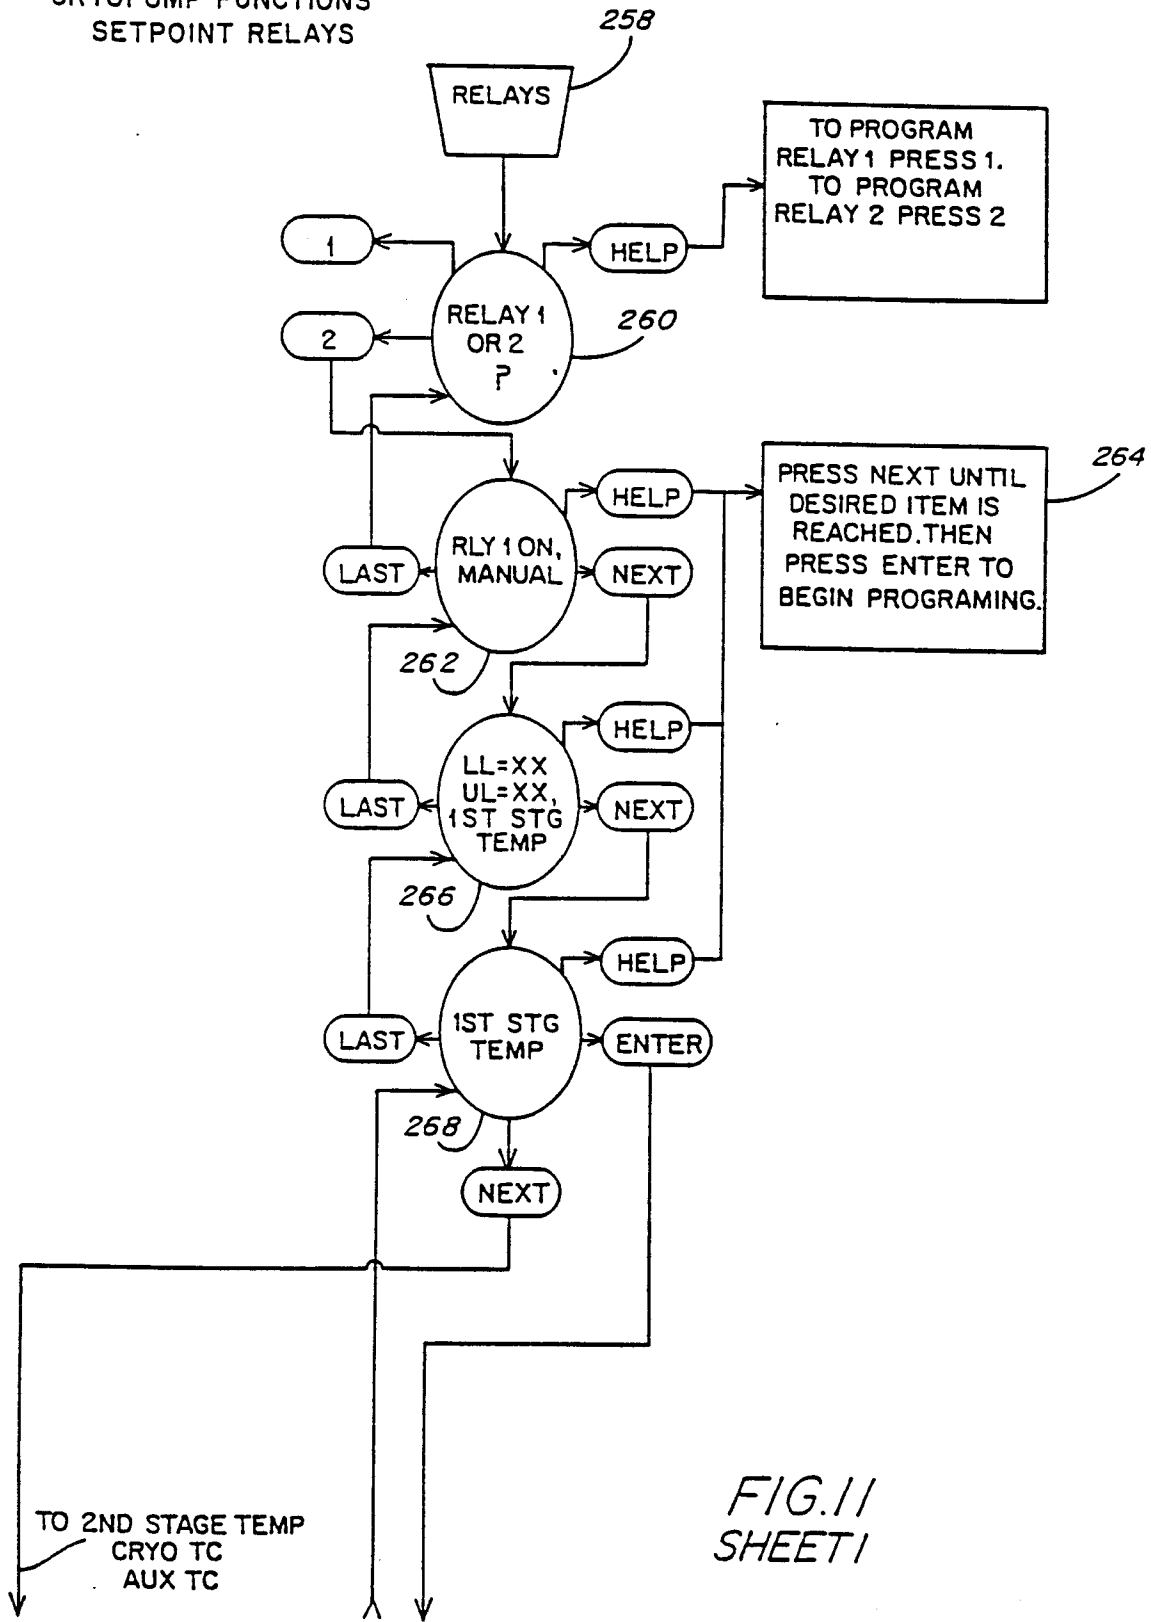 CRYOPUMP FUNCTIONS
SETPOINT RELAYS
258
RELAYS
TO PROGRAM
RELAY 1 PRESS 1.
TO PROGRAM
RELAY 2 PRESS 2
1
HELP
2
RELAY 1
OR 2
?
260
HELP
PRESS NEXT UNTIL
DESIRED ITEM IS
REACHED. THEN
PRESS ENTER TO
BEGIN PROGRAMING.
264
RLY 1 ON,
MANUAL
LAST
NEXT
262
HELP
LL=XX
UL=XX,
1ST STG
TEMP
LAST
NEXT
266
HELP
1ST STG
TEMP
LAST
ENTER
268
NEXT
TO 2ND STAGE TEMP
CRYO TC
AUX TC
FIG. 11
SHEET 1